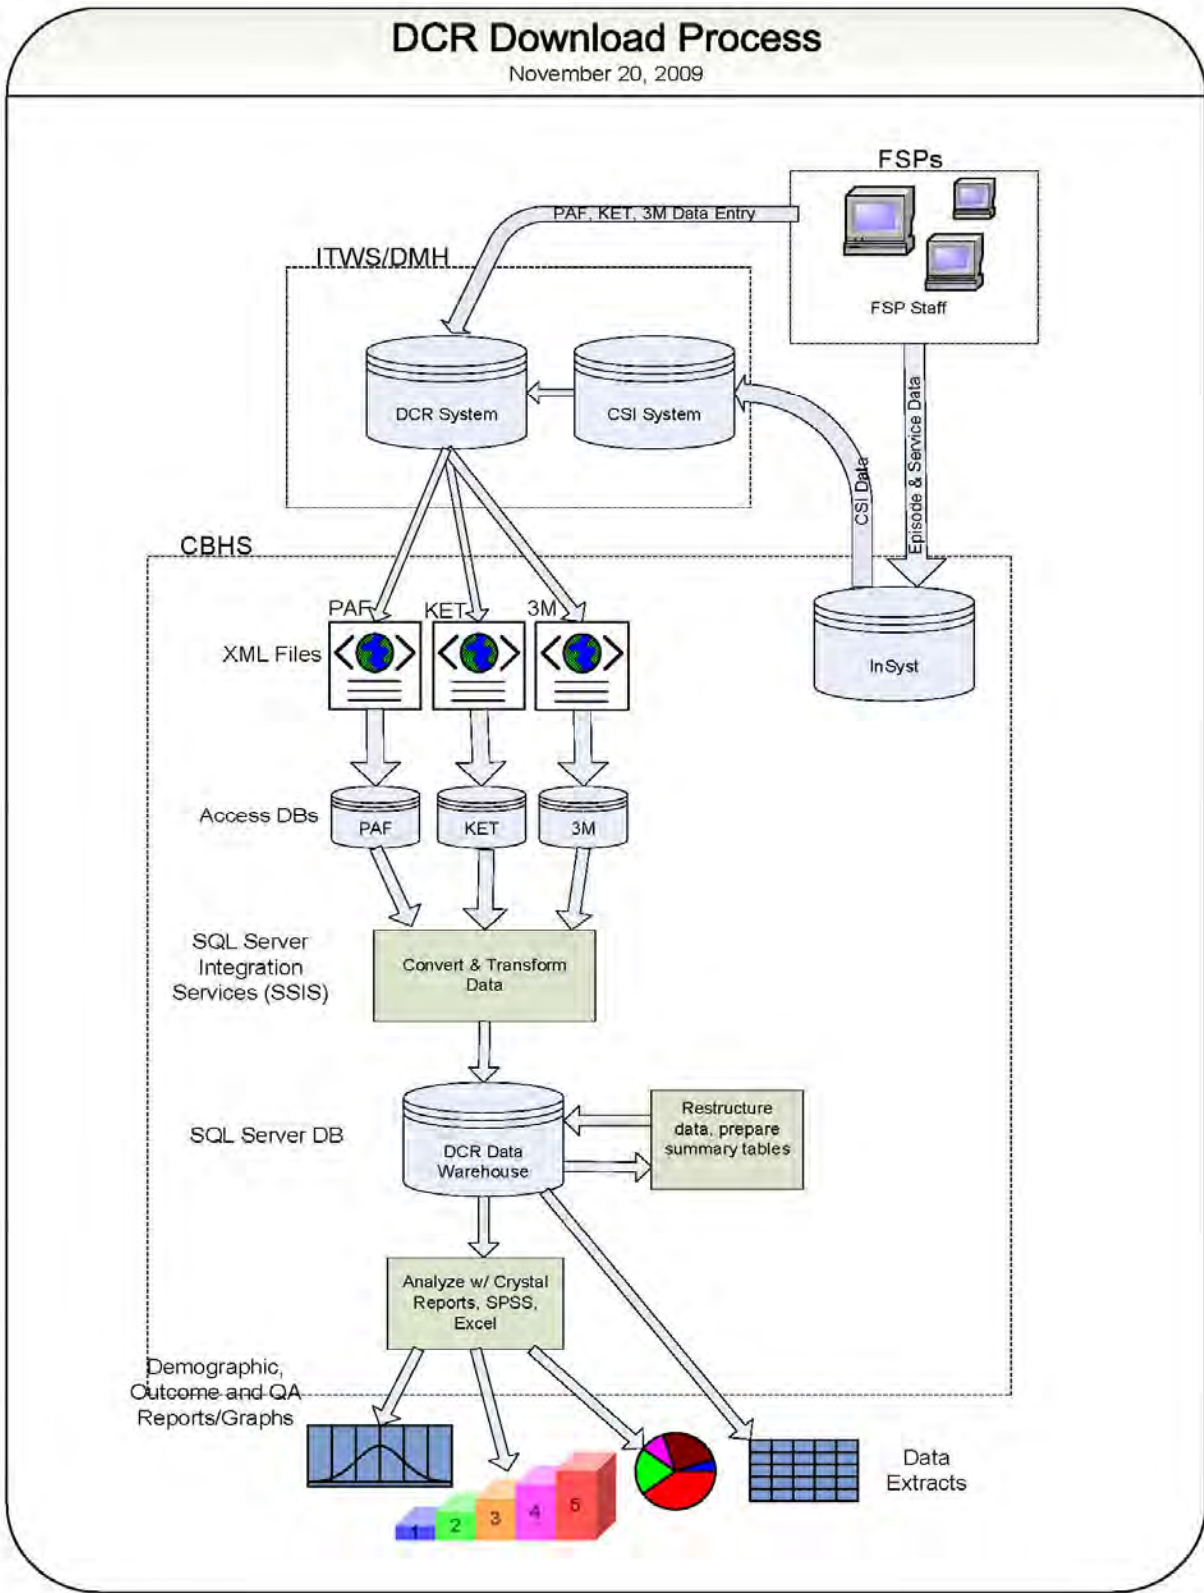 DCR Download Process
November 20, 2009
FSPs
PAF, KET, 3M Data Entry
ITWS/DMH
FSP Staff
DCR System
CSI System
CSI Data
Episode & Service Data
CBHS
PAF
KET
3M
XML Files
InSyst
Access DBs
PAF
KET
3M
SQL Server
Integration
Services (SSIS)
Convert & Transform
Data
SQL Server DB
DCR Data
Warehouse
Restructure
data, prepare
summary tables
Analyze w/ Crystal
Reports, SPSS,
Excel
Demographic,
Outcome and QA
Reports/Graphs
1
2
3
4
5
Data
Extracts